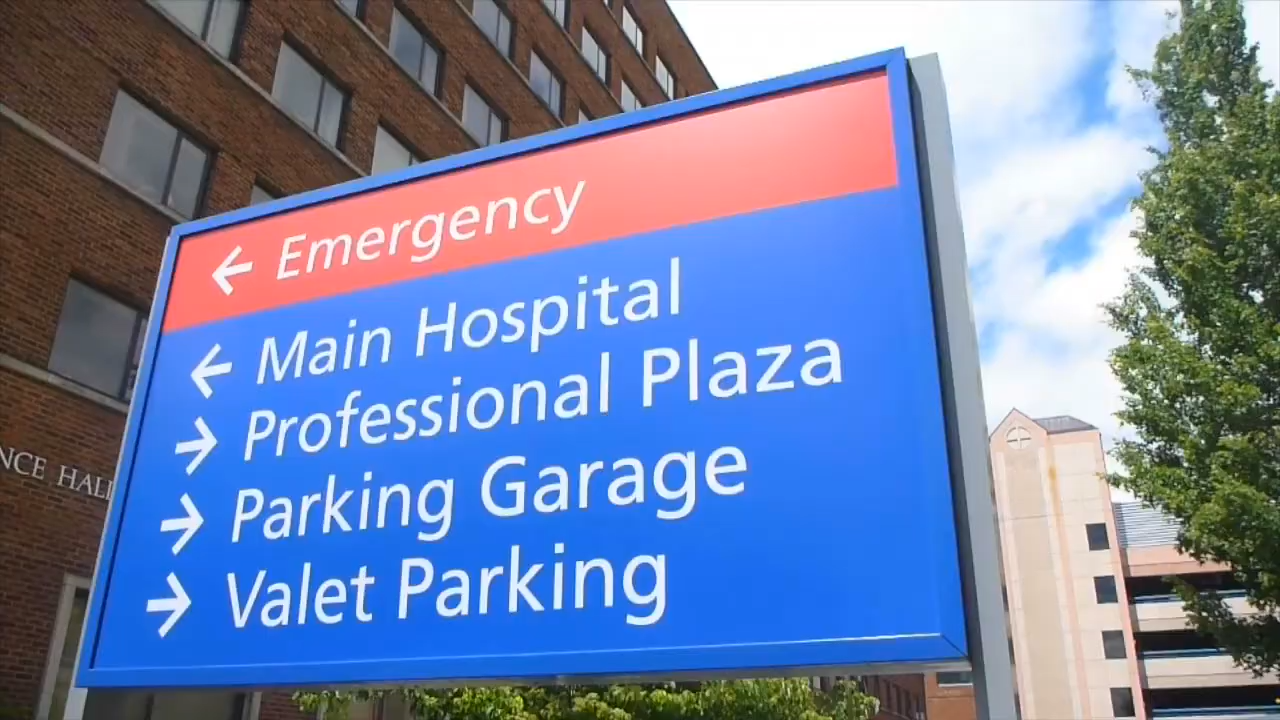 ← Emergency
← Main Hospital
→ Professional Plaza
→ Parking Garage
→ Valet Parking